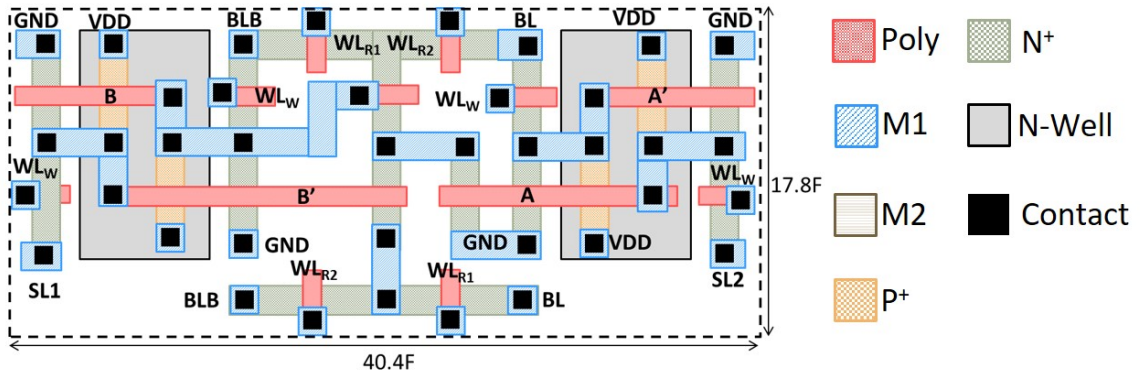 GND VDD BLB BL VDD GND
WLR1 WLR2
B WLW WLW A'
WLW WLW
B' A
17.8F
GND GND VDD
SL1 WLR2 WLR1 SL2
BLB BL
40.4F
Poly N+
M1 N-Well
M2 Contact
P+